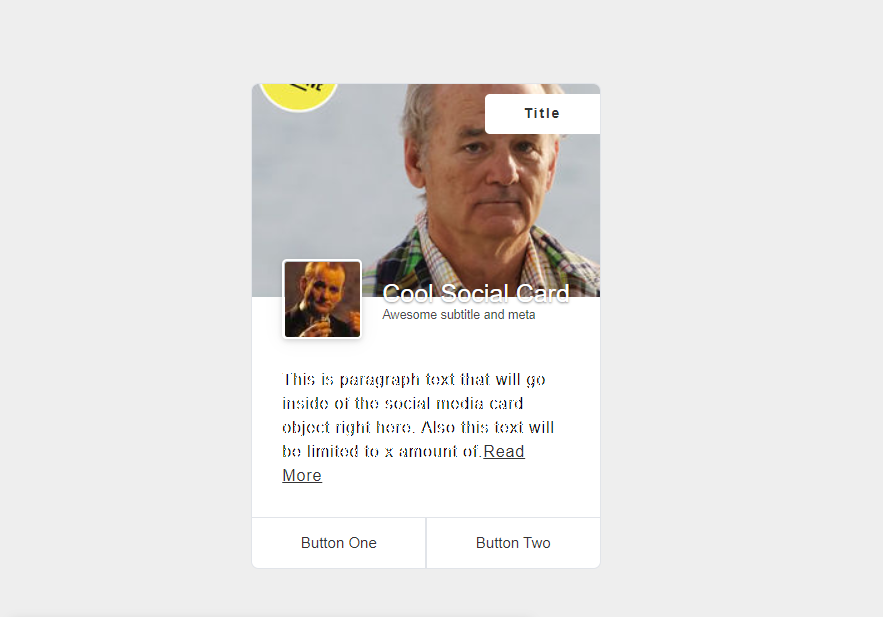 Title
Cool Social Card
Awesome subtitle and meta
This is paragraph text that will go
inside of the social media card
object right here. Also this text will
be limited to x amount of.Read
More
Button One
Button Two